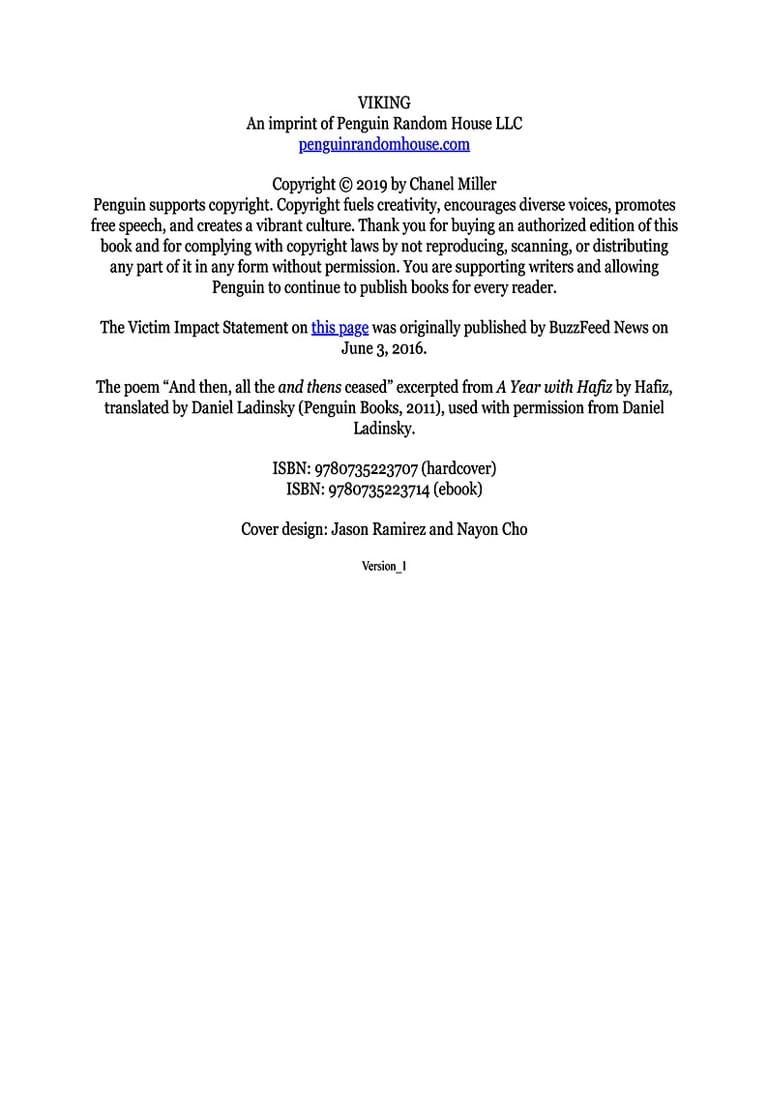 VIKING
An imprint of Penguin Random House LLC
penguinrandomhouse.com
Copyright © 2019 by Chanel Miller
Penguin supports copyright. Copyright fuels creativity, encourages diverse voices, promotes
free speech, and creates a vibrant culture. Thank you for buying an authorized edition of this
book and for complying with copyright laws by not reproducing, scanning, or distributing
any part of it in any form without permission. You are supporting writers and allowing
Penguin to continue to publish books for every reader.
The Victim Impact Statement on this page was originally published by BuzzFeed News on
June 3, 2016.
The poem “And then, all the and thens ceased” excerpted from A Year with Hafiz by Hafiz,
translated by Daniel Ladinsky (Penguin Books, 2011), used with permission from Daniel
Ladinsky.
ISBN: 9780735223707 (hardcover)
ISBN: 9780735223714 (ebook)
Cover design: Jason Ramirez and Nayon Cho
Version_1